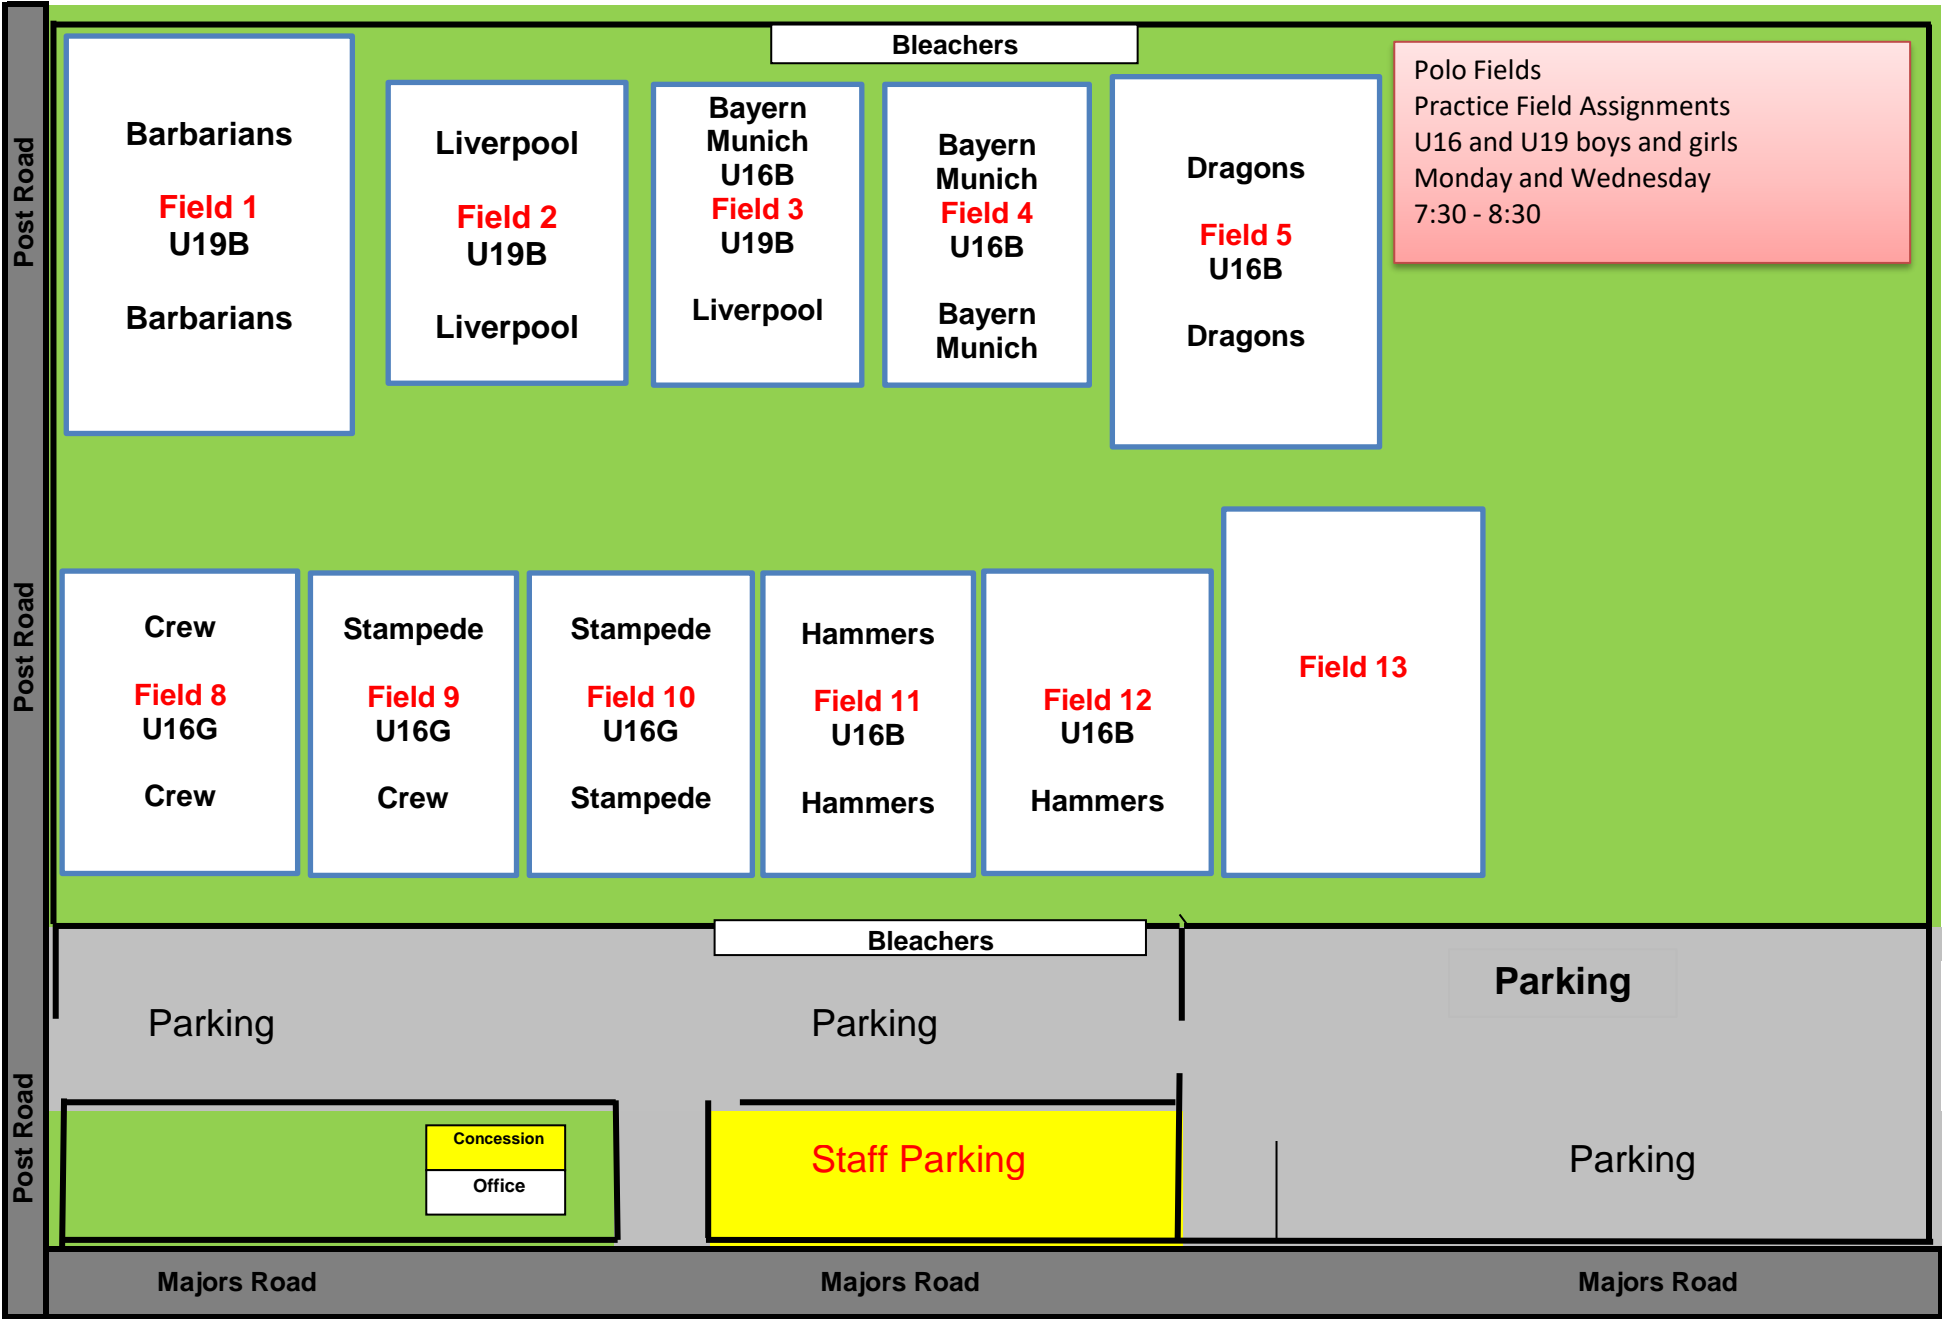 Bleachers
Polo Fields
Practice Field Assignments
U16 and U19 boys and girls
Monday and Wednesday
7:30 - 8:30
Post Road
Barbarians
Field 1
U19B
Barbarians
Liverpool
Field 2
U19B
Liverpool
Bayern
Munich
U16B
Field 3
U19B
Liverpool
Bayern
Munich
Field 4
U16B
Bayern
Munich
Dragons
Field 5
U16B
Dragons
Post Road
Crew
Field 8
U16G
Crew
Stampede
Field 9
U16G
Crew
Stampede
Field 10
U16G
Stampede
Hammers
Field 11
U16B
Hammers
Field 12
U16B
Hammers
Field 13
Bleachers
Parking
Parking
Parking
Post Road
Concession
Office
Staff Parking
Parking
Majors Road
Majors Road
Majors Road